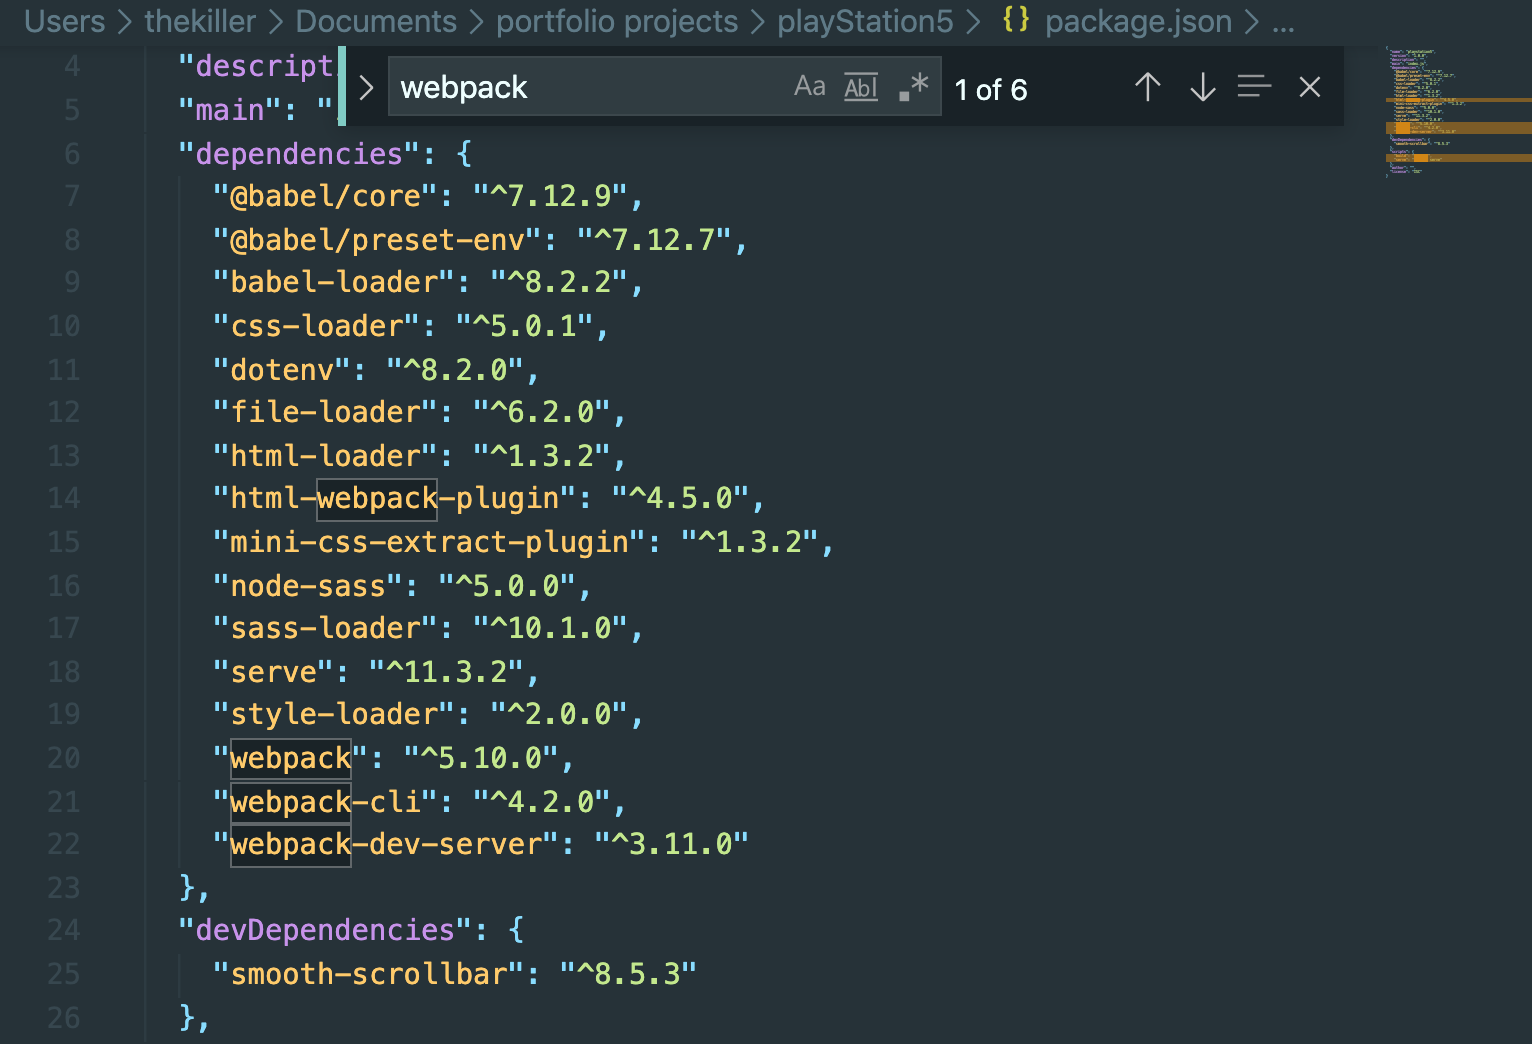 Users > thekiller > Documents > portfolio projects > playStation5 > {} package.json > ...
> webpack Aa Abl .* 1 of 6
4 "descript
5 "main": "
6 "dependencies": {
7 "@babel/core": "^7.12.9",
8 "@babel/preset-env": "^7.12.7",
9 "babel-loader": "^8.2.2",
10 "css-loader": "^5.0.1",
11 "dotenv": "^8.2.0",
12 "file-loader": "^6.2.0",
13 "html-loader": "^1.3.2",
14 "html-webpack-plugin": "^4.5.0",
15 "mini-css-extract-plugin": "^1.3.2",
16 "node-sass": "^5.0.0",
17 "sass-loader": "^10.1.0",
18 "serve": "^11.3.2",
19 "style-loader": "^2.0.0",
20 "webpack": "^5.10.0",
21 "webpack-cli": "^4.2.0",
22 "webpack-dev-server": "^3.11.0"
23 },
24 "devDependencies": {
25 "smooth-scrollbar": "^8.5.3"
26 },